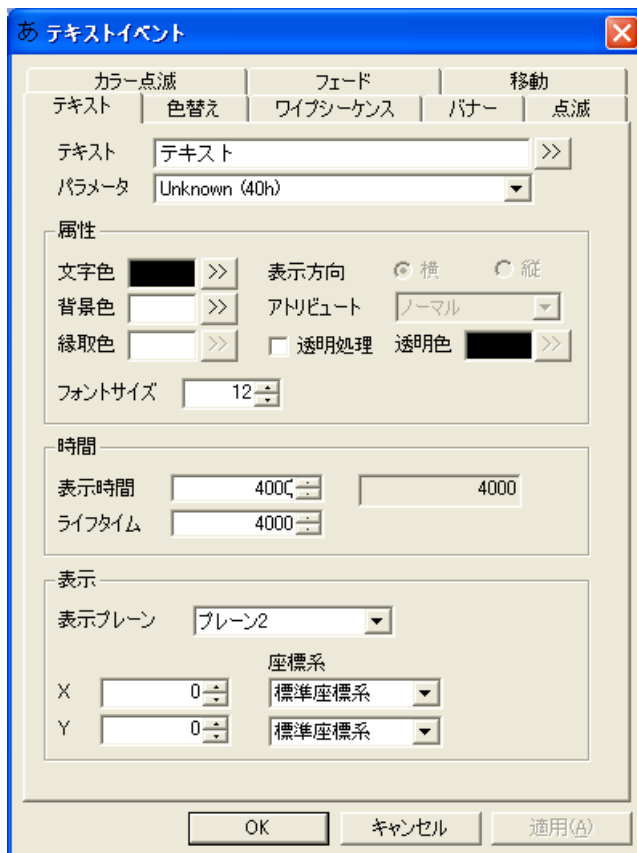 あ テキストイベント
カラー点滅 フェード 移動
テキスト 色替え ワイプシーケンス バナー 点滅
テキスト テキスト >>
パラメータ Unknown (40h)
属性
文字色 >> 表示方向 横 縦
背景色 >> アトリビュート ノーマル
縁取色 >> 透明処理 透明色 >>
フォントサイズ 12
時間
表示時間 4000 4000
ライフタイム 4000
表示
表示プレーン プレーン2
座標系
X 0 標準座標系
Y 0 標準座標系
OK キャンセル 適用(A)